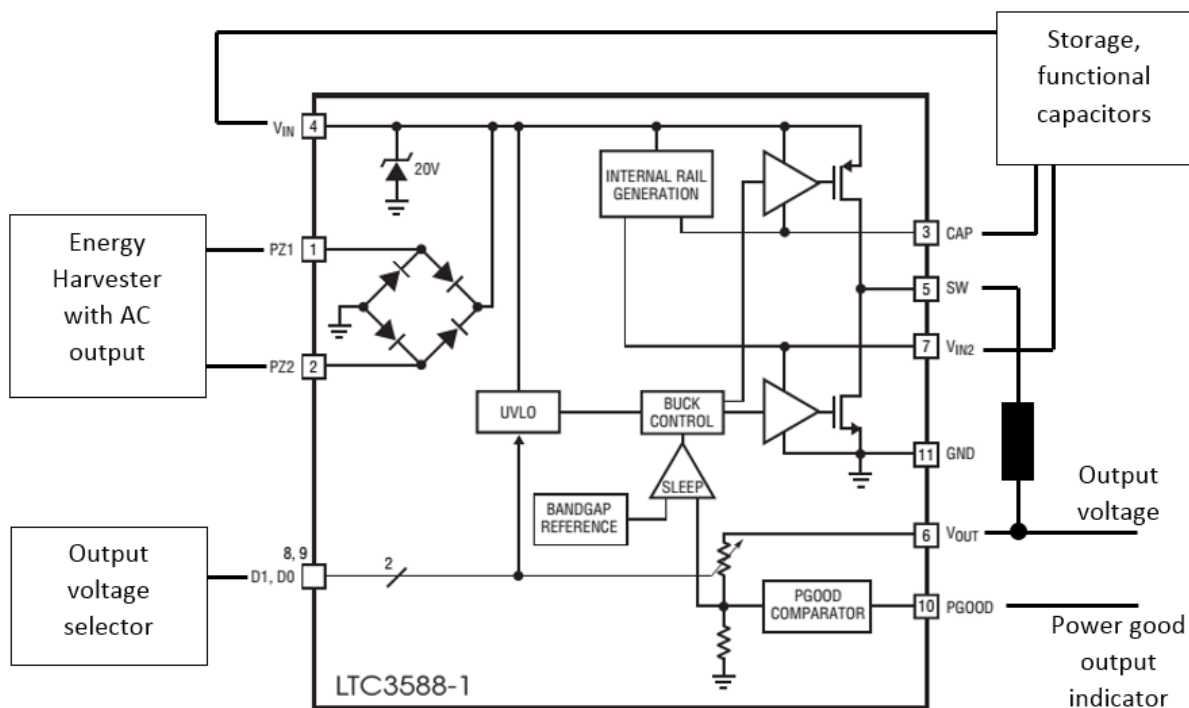 Storage,
functional
capacitors
VIN 4
20V
INTERNAL RAIL
GENERATION
Energy
Harvester
with AC
output
PZ1 1
PZ2 2
3 CAP
5 SW
7 VIN2
UVLO
BUCK
CONTROL
11 GND
SLEEP
BANDGAP
REFERENCE
Output
voltage
6 VOUT
Output
voltage
selector
8, 9
D1, D0
2
PGOOD
COMPARATOR
10 PGOOD
Power good
output
indicator
LTC3588-1